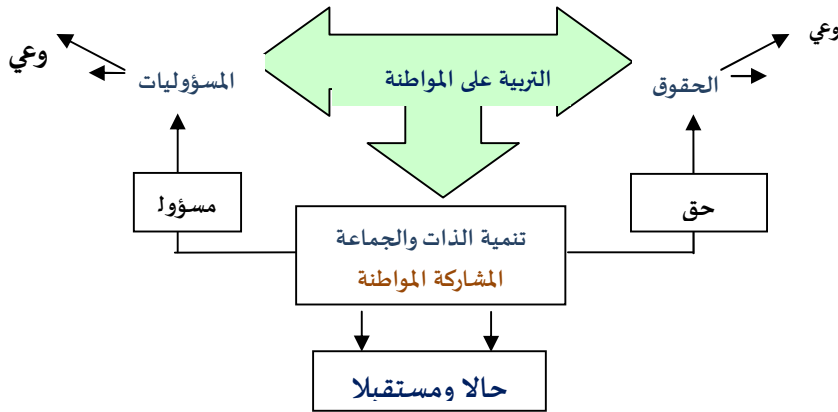 وعي
وعي
التربية على المواطنة
الحقوق
المسؤوليات
حق
مسؤول
تنمية الذات والجماعة
المشاركة المواطنة
حالا ومستقبلا